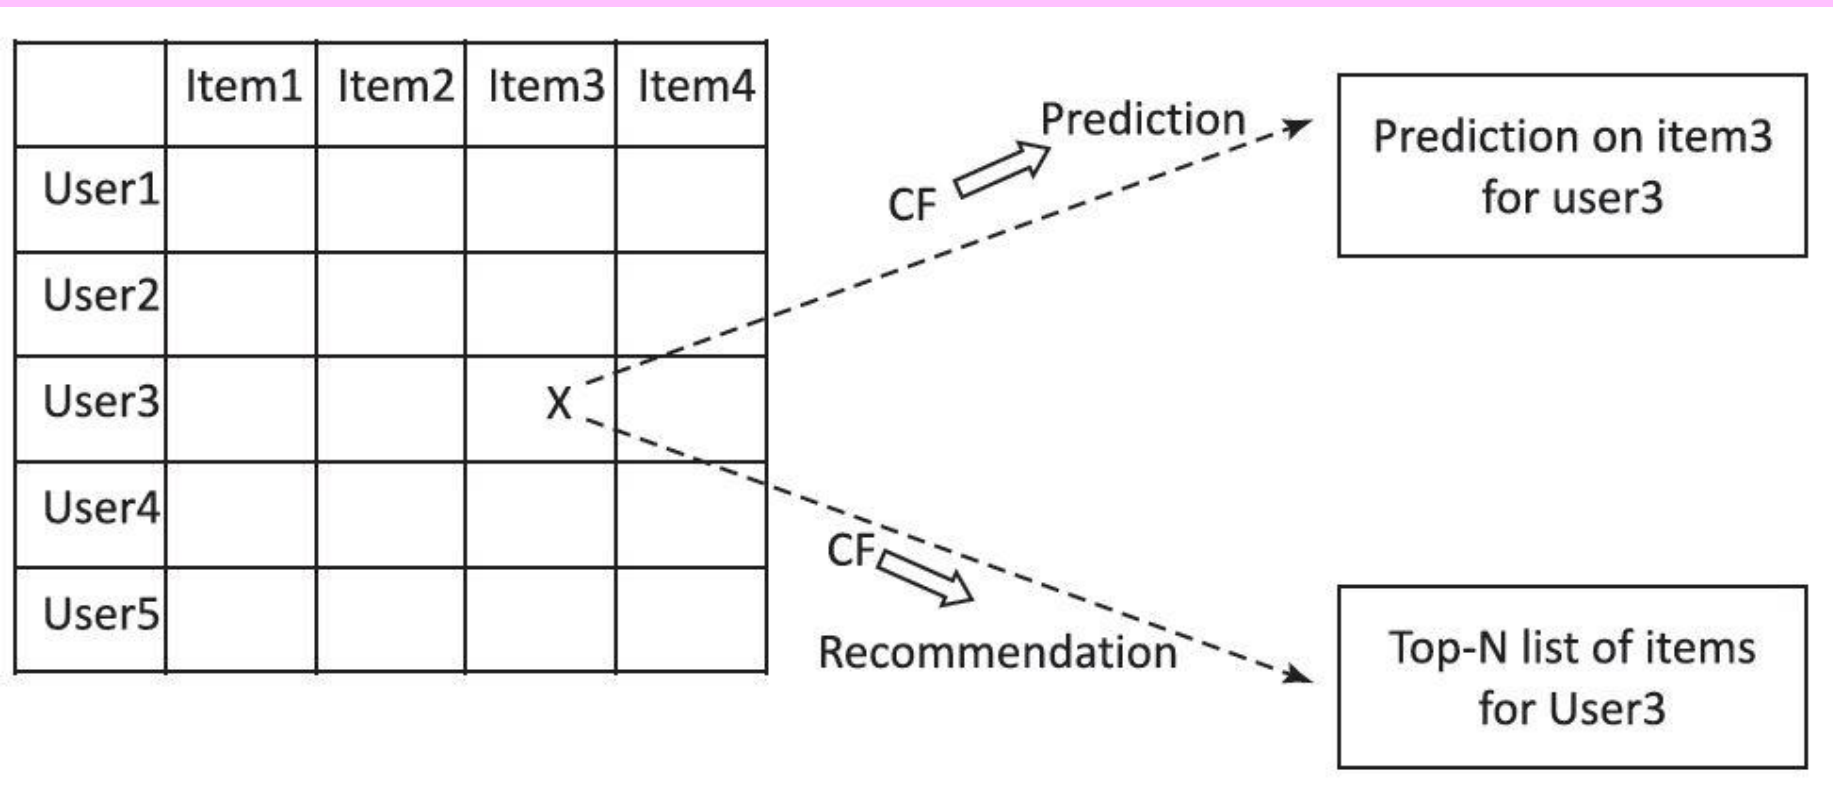 Item1 Item2 Item3 Item4
User1
User2
User3 X
User4
User5
CF
Prediction
Prediction on item3
for user3
CF
Recommendation
Top-N list of items
for User3